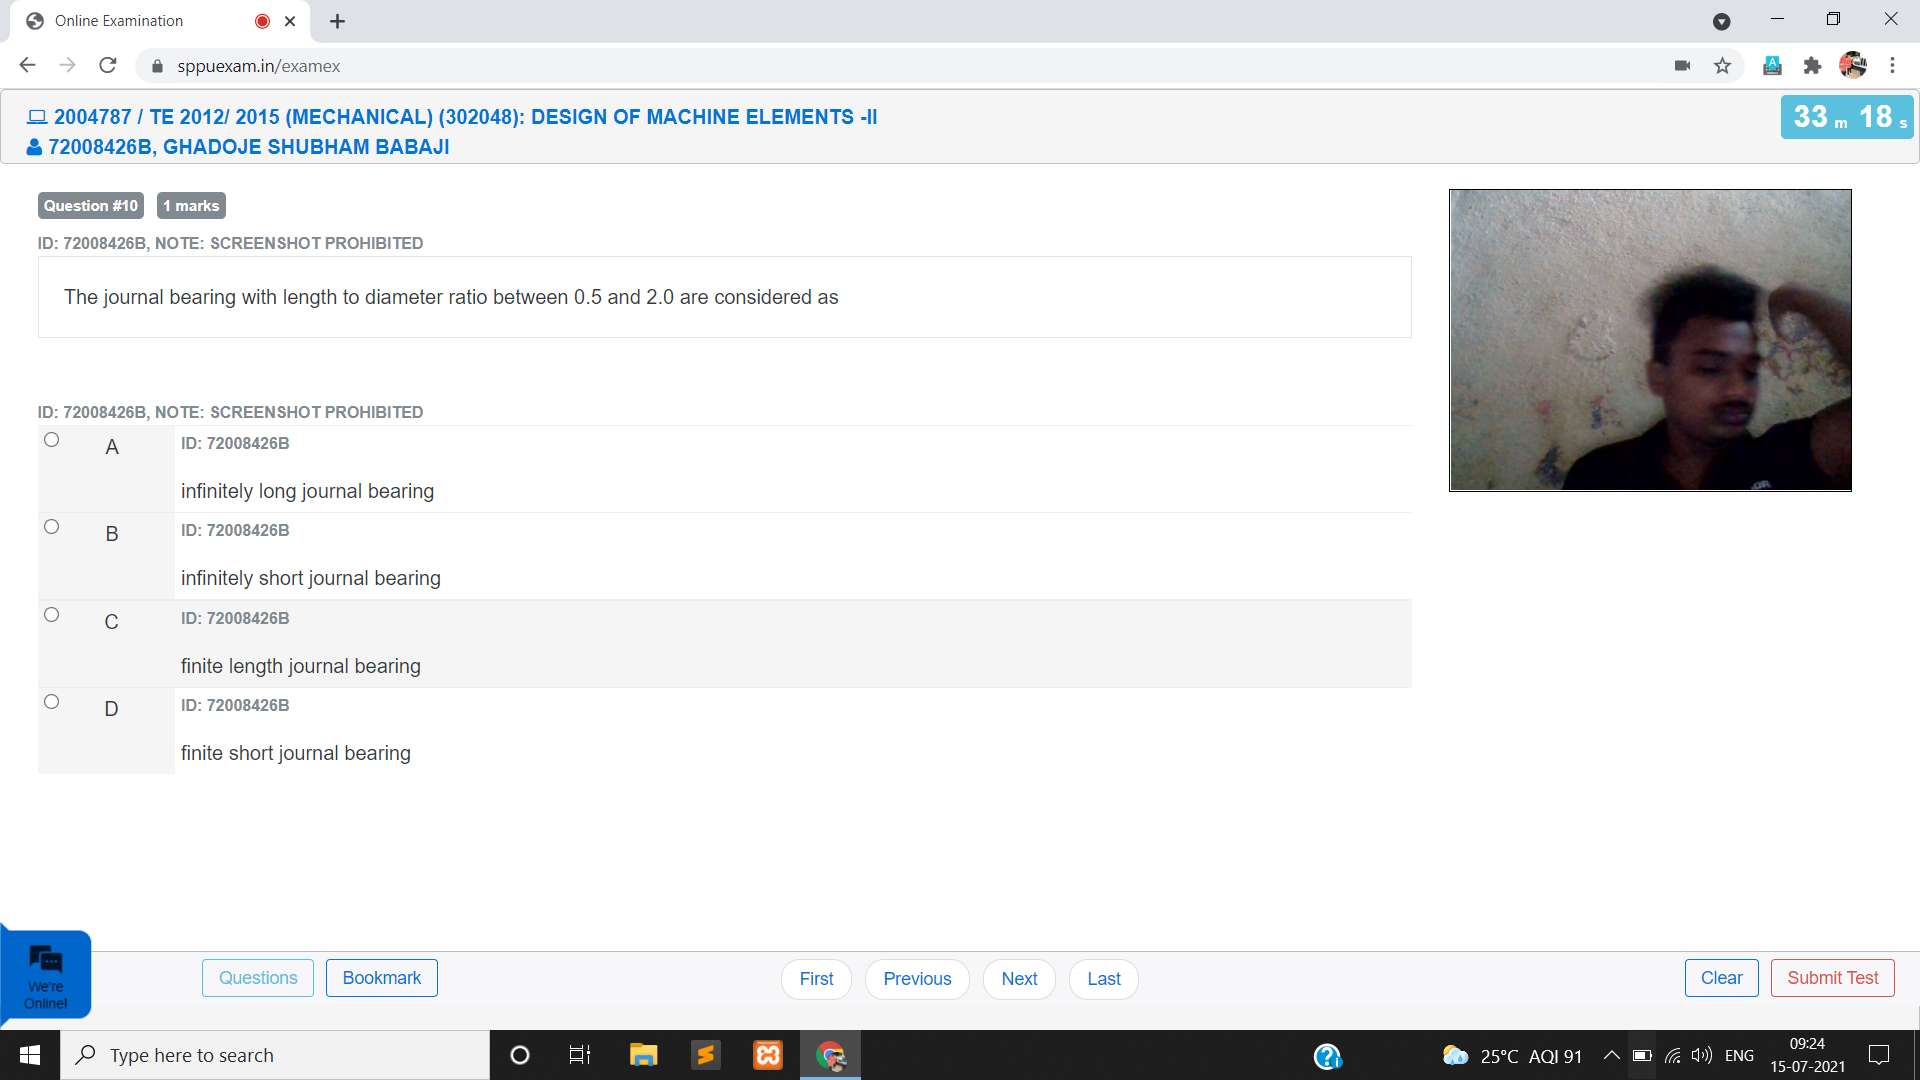 Online Examination
sppuexam.in/examex
2004787 / TE 2012/ 2015 (MECHANICAL) (302048): DESIGN OF MACHINE ELEMENTS -II
72008426B, GHADOJE SHUBHAM BABAJI
33 m 18 s
Question #10 1 marks
ID: 72008426B, NOTE: SCREENSHOT PROHIBITED
The journal bearing with length to diameter ratio between 0.5 and 2.0 are considered as
ID: 72008426B, NOTE: SCREENSHOT PROHIBITED
A ID: 72008426B
infinitely long journal bearing
B ID: 72008426B
infinitely short journal bearing
C ID: 72008426B
finite length journal bearing
D ID: 72008426B
finite short journal bearing
We're
Online!
Questions Bookmark First Previous Next Last Clear Submit Test
Type here to search
25°C AQI 91 ENG
09:24
15-07-2021